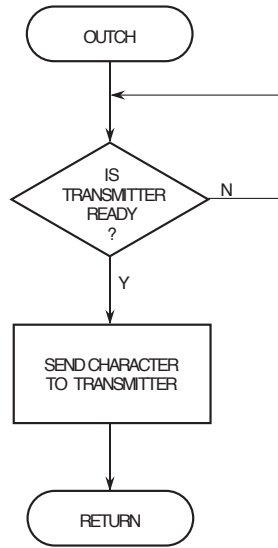 OUTCH
IS
TRANSMITTER
READY
?
N
Y
SEND CHARACTER
TO TRANSMITTER
RETURN